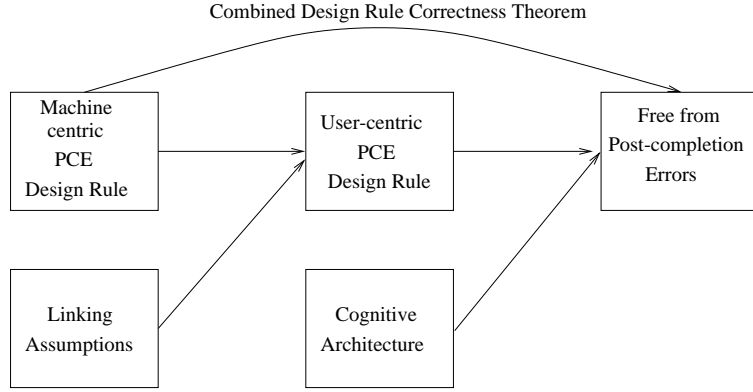 Combined Design Rule Correctness Theorem
Machine
centric
PCE
Design Rule
User-centric
PCE
Design Rule
Free from
Post-completion
Errors
Linking
Assumptions
Cognitive
Architecture